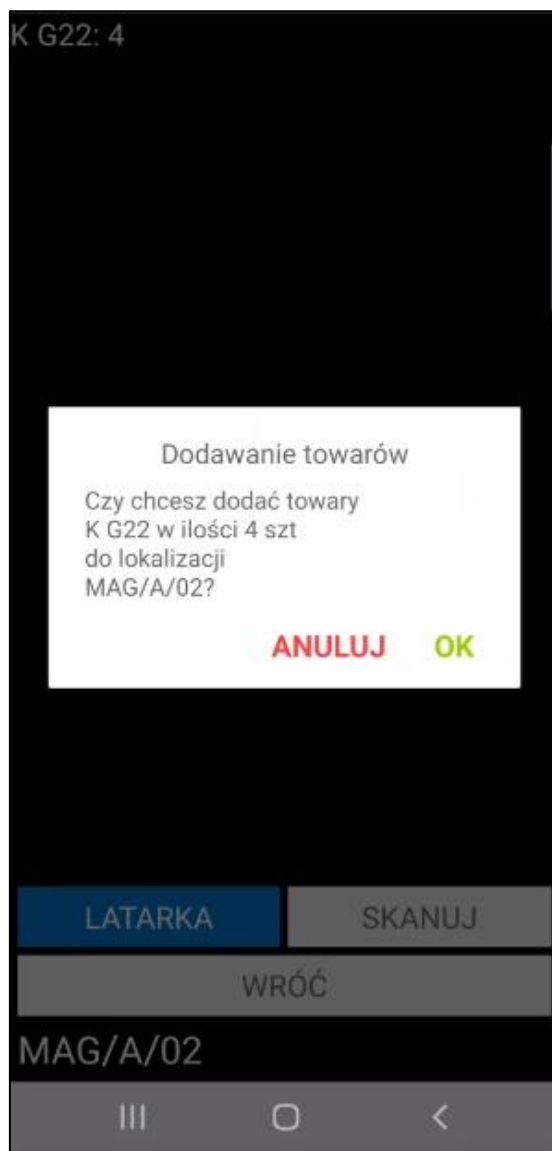 K G22: 4
Dodawanie towarów
Czy chcesz dodać towary
K G22 w ilości 4 szt
do lokalizacji
MAG/A/02?
ANULUJ OK
LATARKA SKANUJ
WRÓĆ
MAG/A/02